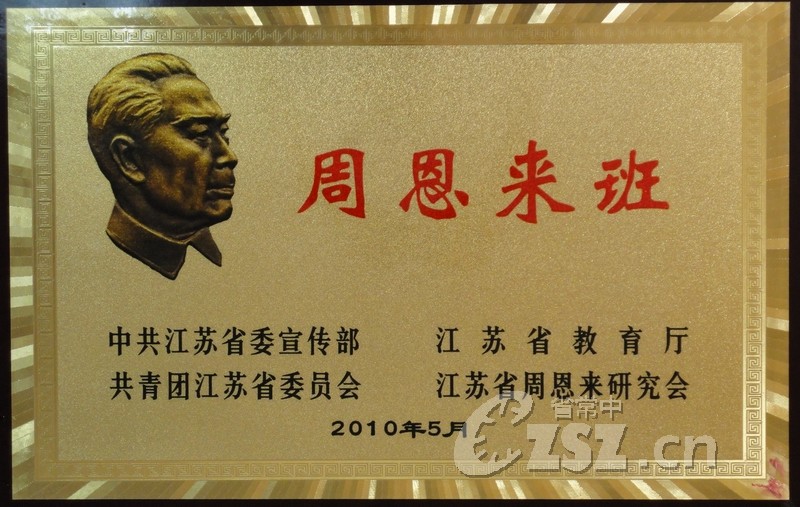 周恩来班
中共江苏省委宣传部 江苏省教育厅
共青团江苏省委员会 江苏省周恩来研究会
2010年5月
省常中
CZSZ.cn